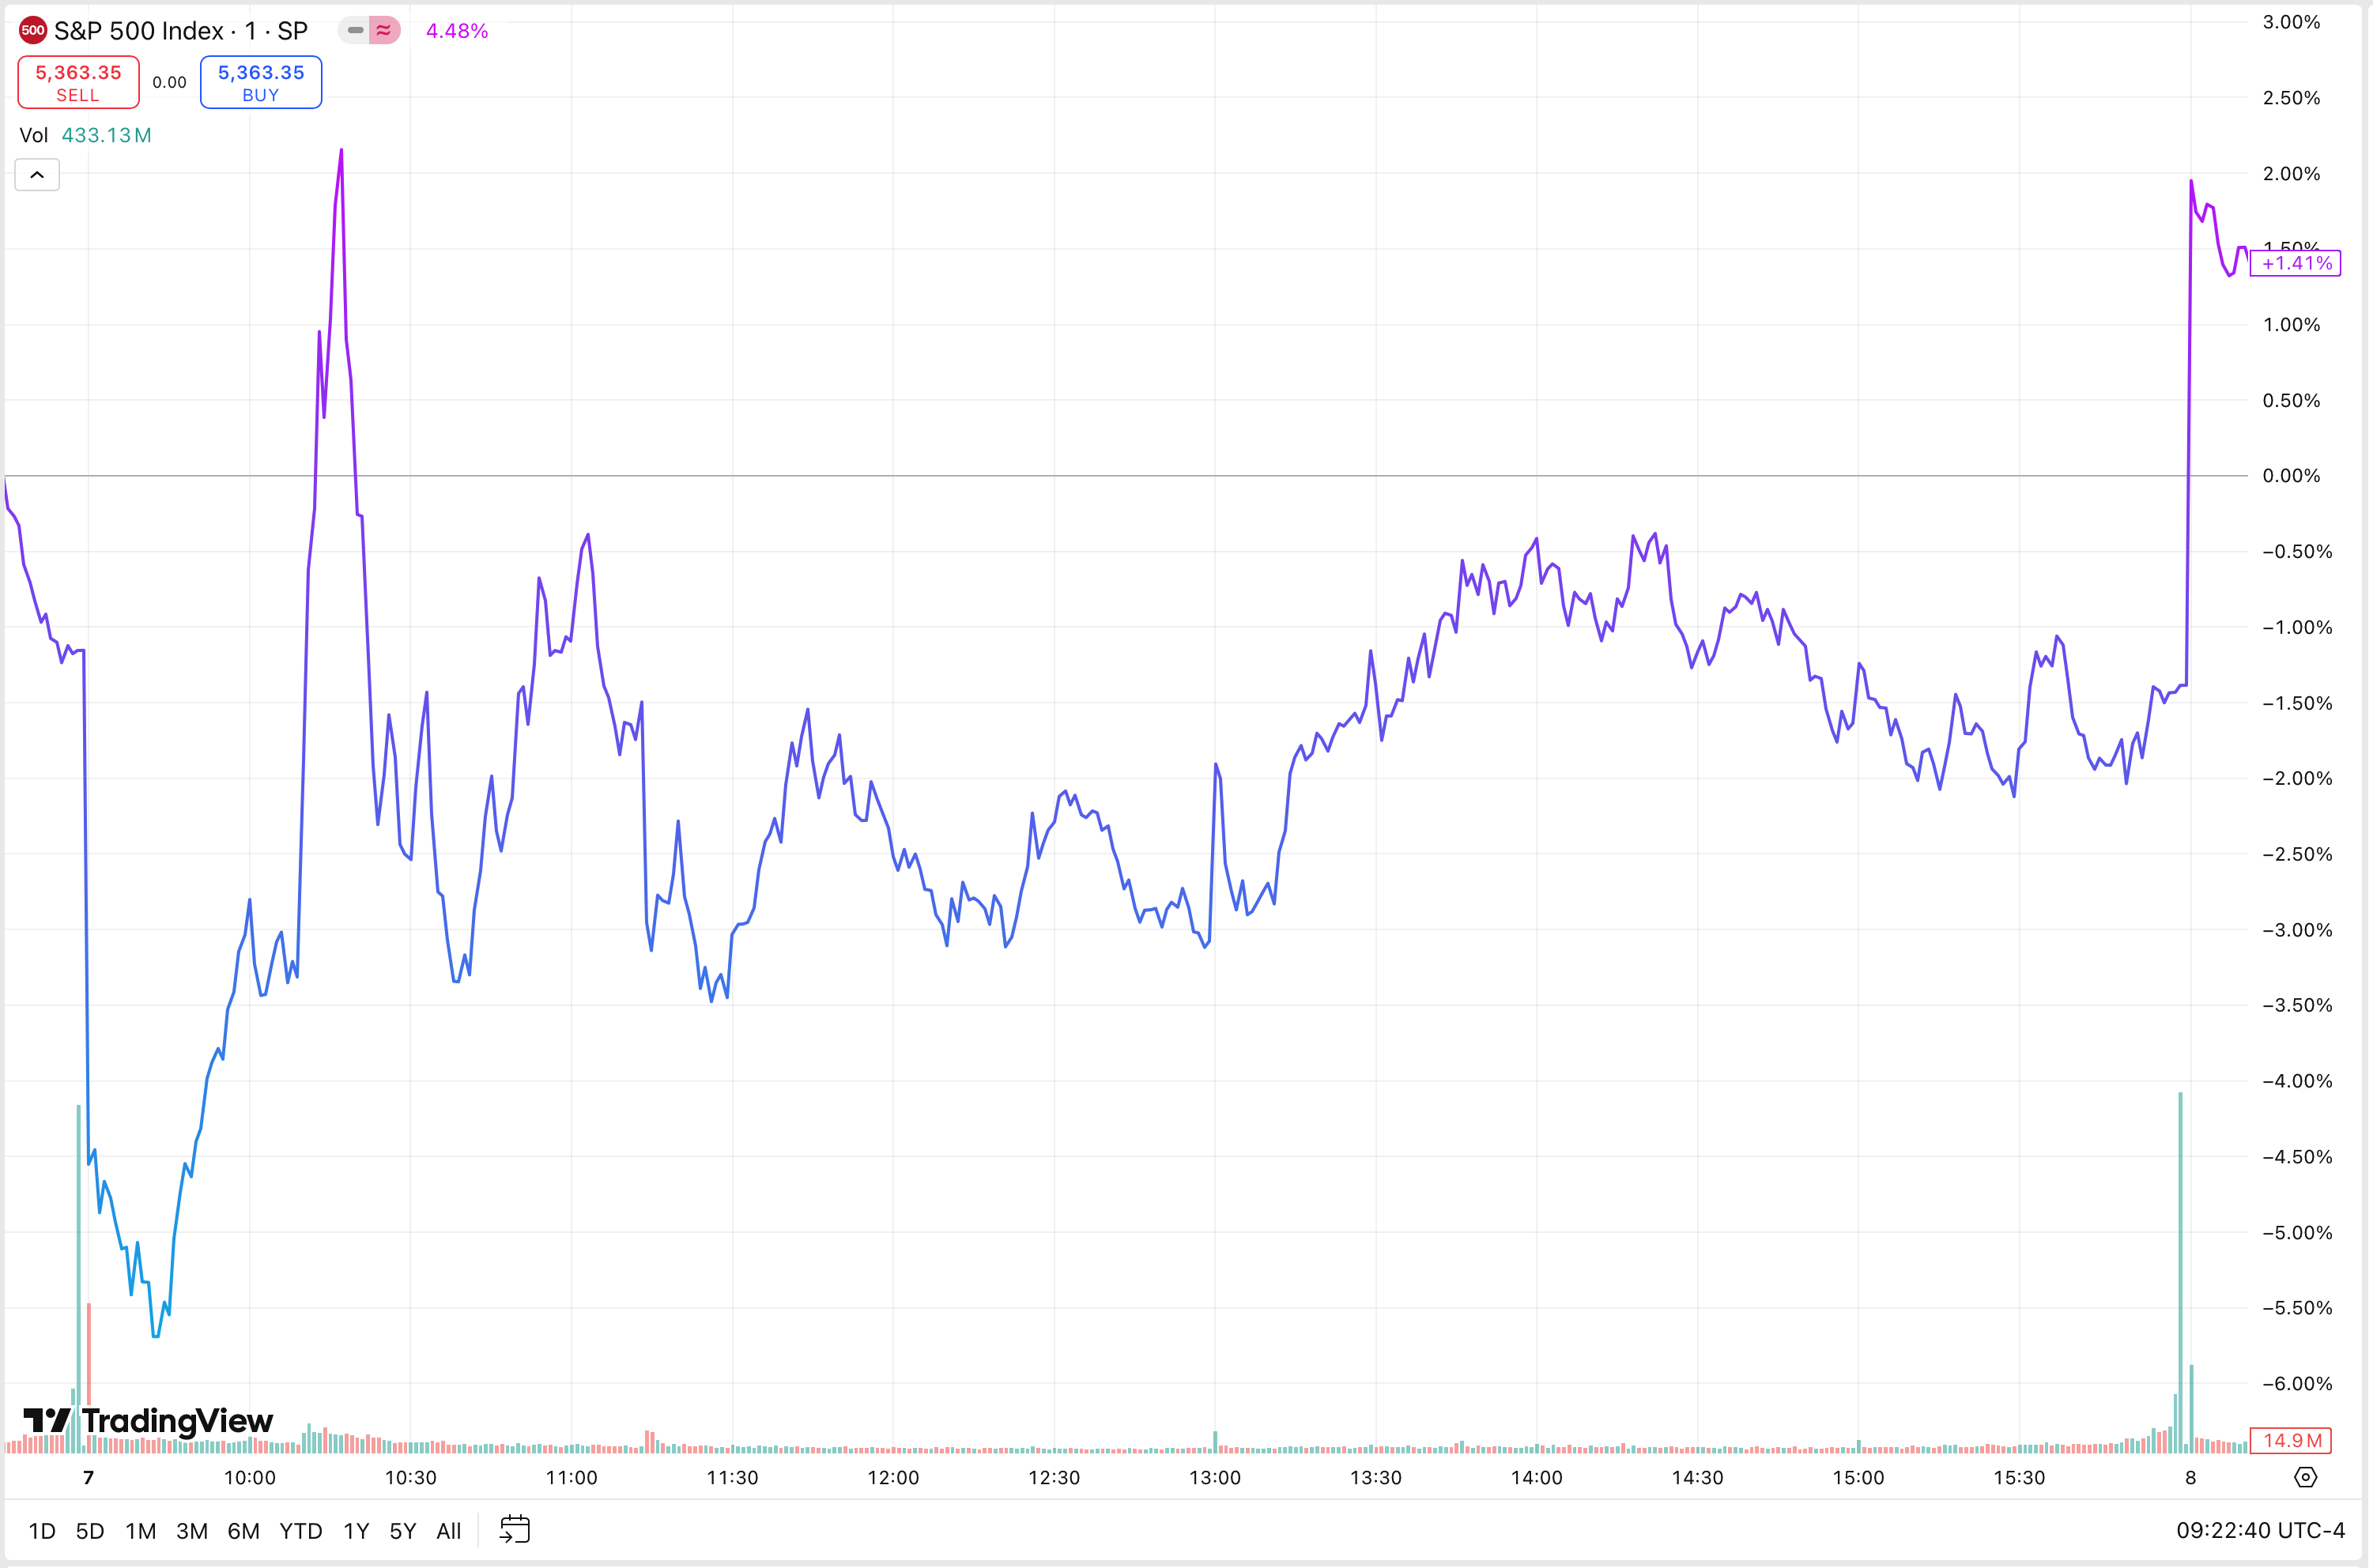 500 S&P 500 Index · 1 · SP 4.48%
5,363.35 0.00 5,363.35
SELL BUY
Vol 433.13M
3.00%
2.50%
2.00%
1.50%
+1.41%
1.00%
0.50%
0.00%
−0.50%
−1.00%
−1.50%
−2.00%
−2.50%
−3.00%
−3.50%
−4.00%
−4.50%
−5.00%
−5.50%
−6.00%
TradingView
14.9M
7 10:00 10:30 11:00 11:30 12:00 12:30 13:00 13:30 14:00 14:30 15:00 15:30 8
1D 5D 1M 3M 6M YTD 1Y 5Y All 09:22:40 UTC-4